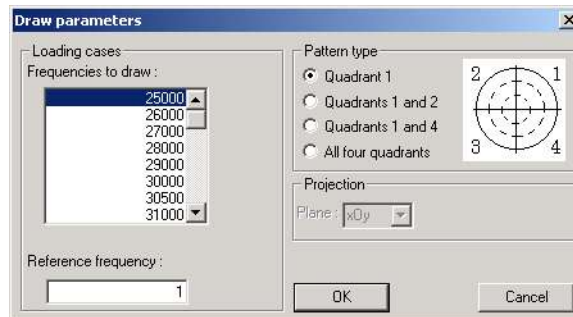 Draw parameters
Loading cases
Frequencies to draw :
25000
26000
27000
28000
29000
30000
30500
31000
Reference frequency :
1
Pattern type
Quadrant 1
Quadrants 1 and 2
Quadrants 1 and 4
All four quadrants
2 1
3 4
Projection
Plane : xOy
OK Cancel